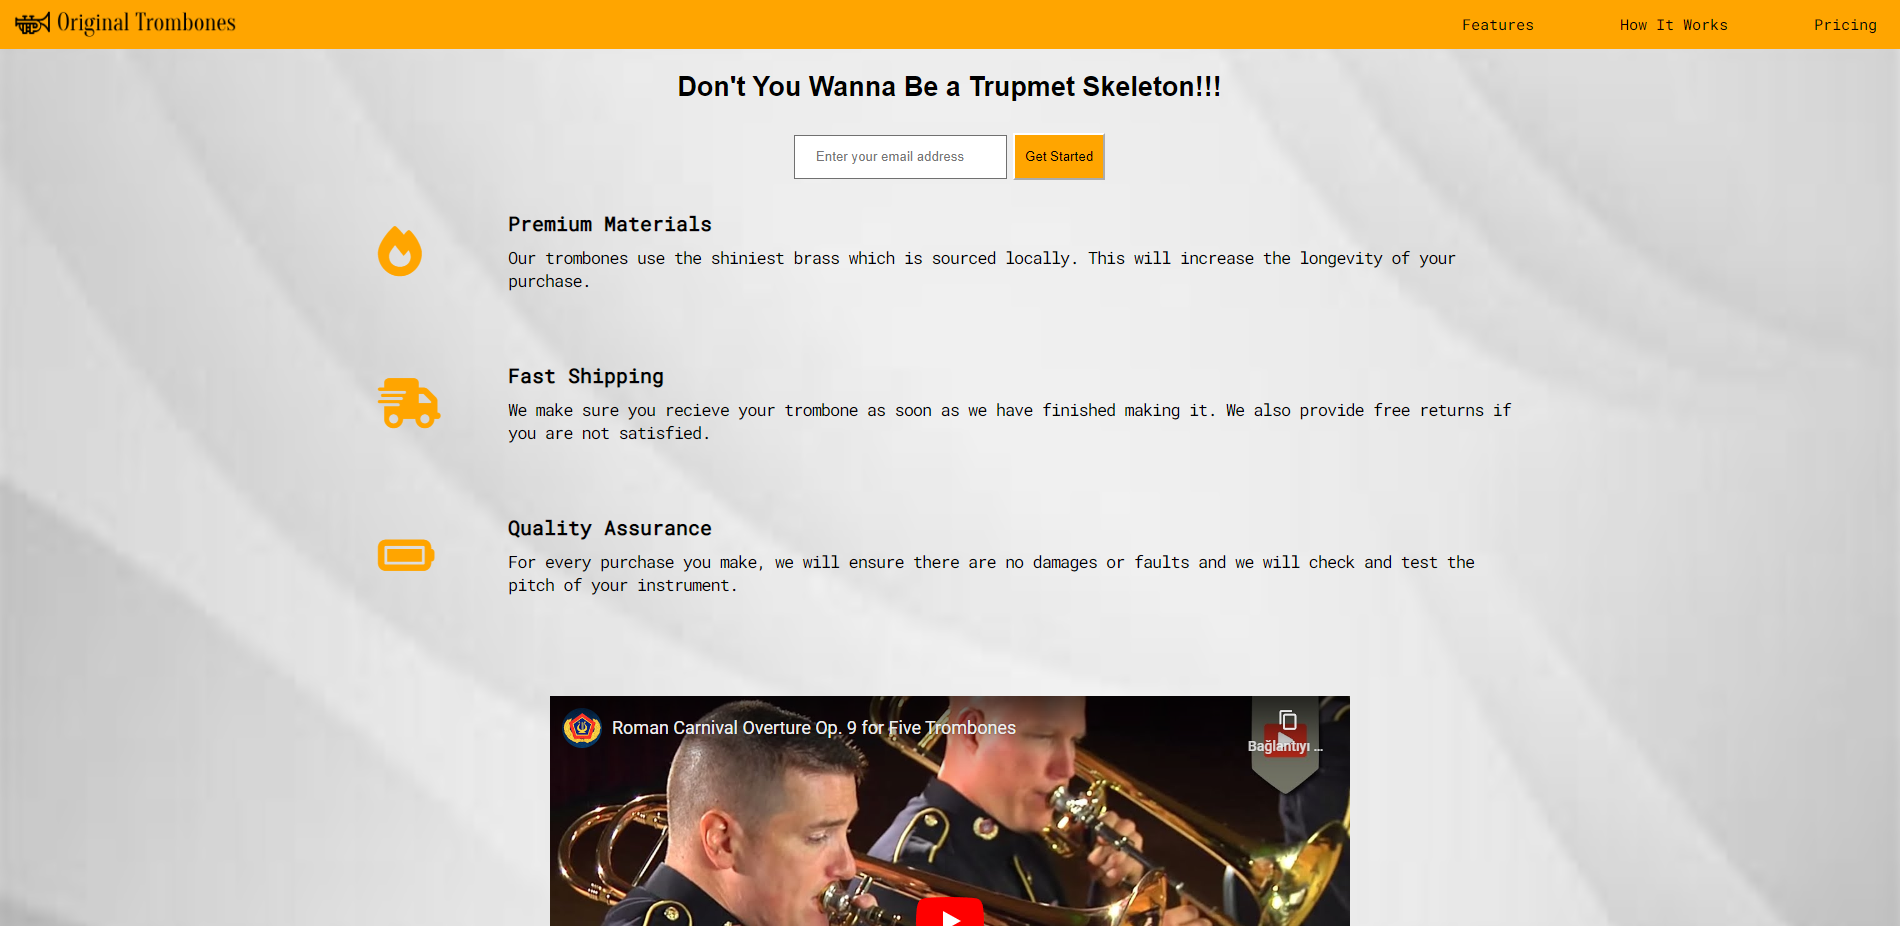 Original Trombones
Features
How It Works
Pricing
Don't You Wanna Be a Trupmet Skeleton!!!
Enter your email address
Get Started
Premium Materials
Our trombones use the shiniest brass which is sourced locally. This will increase the longevity of your
purchase.
Fast Shipping
We make sure you recieve your trombone as soon as we have finished making it. We also provide free returns if
you are not satisfied.
Quality Assurance
For every purchase you make, we will ensure there are no damages or faults and we will check and test the
pitch of your instrument.
Roman Carnival Overture Op. 9 for Five Trombones
Bağlantıyı ...